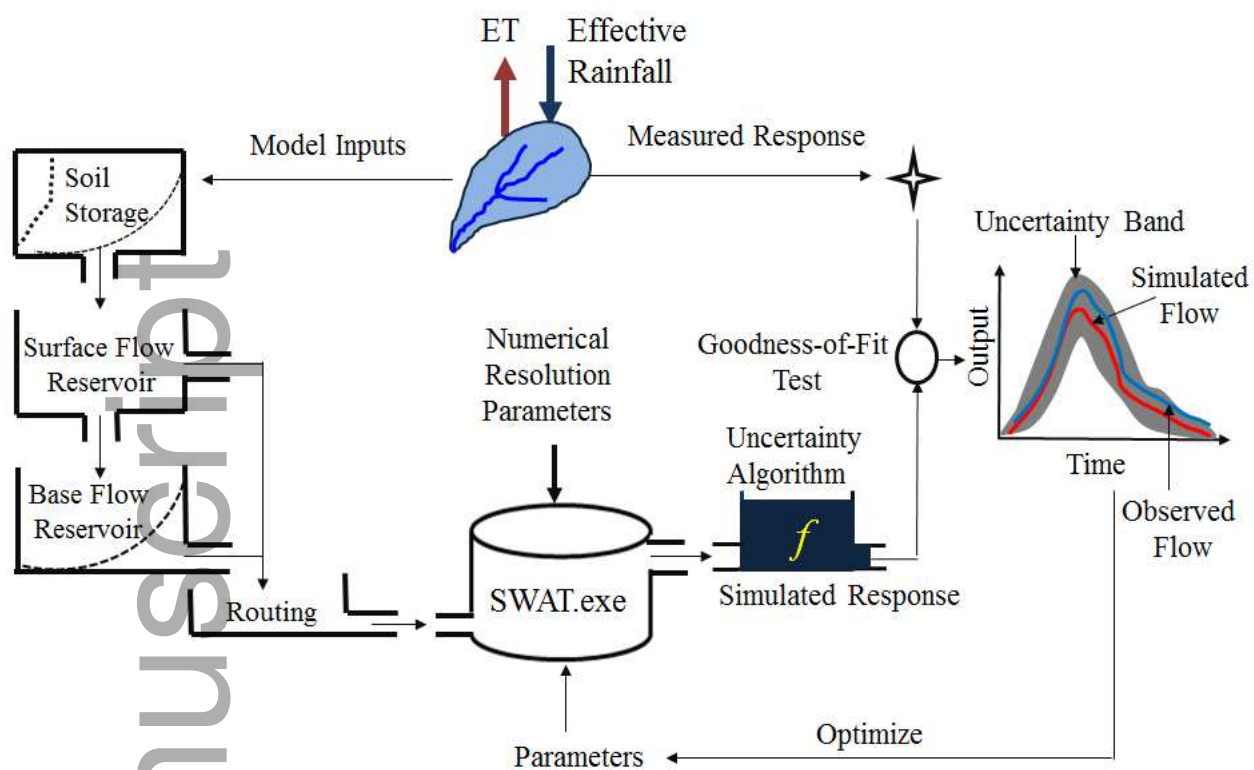 ET
Effective
Rainfall
Model Inputs
Measured Response
Soil
Storage
Uncertainty Band
Simulated
Flow
Surface Flow
Reservoir
Numerical
Resolution
Parameters
Goodness-of-Fit
Test
Output
Time
Uncertainty
Algorithm
Base Flow
Reservoir
f
Observed
Flow
SWAT.exe
Simulated Response
Routing
Optimize
Parameters
nuscript